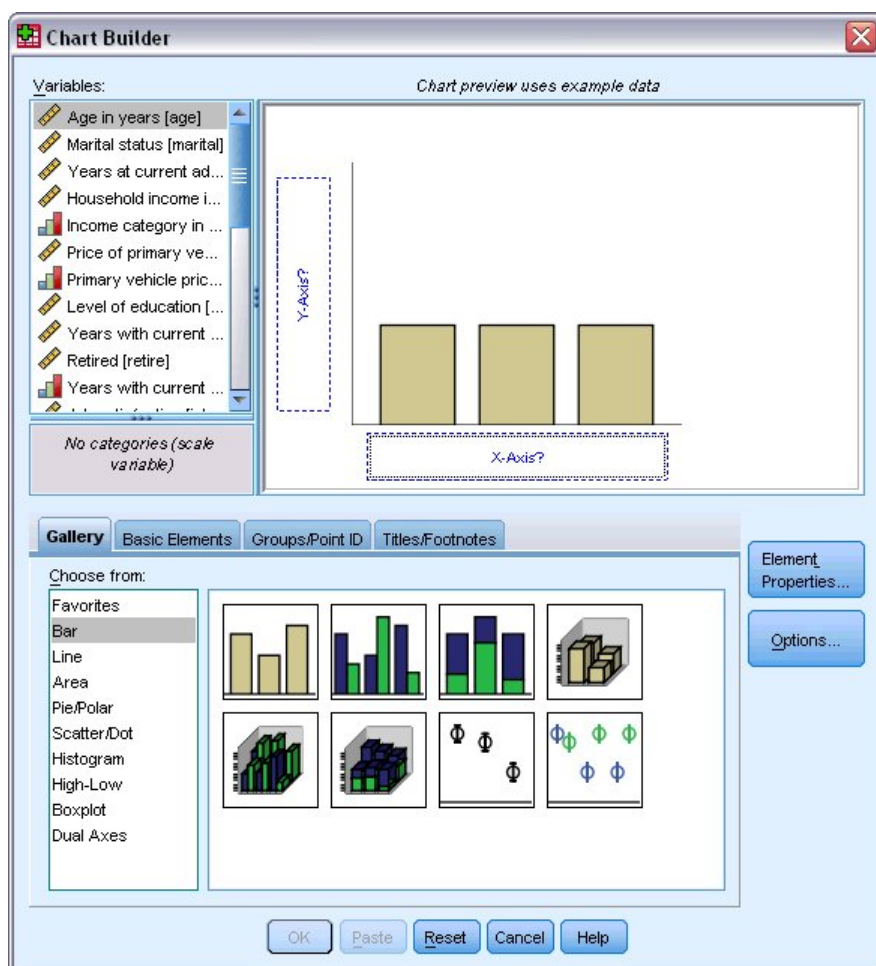 Chart Builder
Variables:
Chart preview uses example data
Age in years [age]
Marital status [marital]
Years at current ad...
Household income i...
Income category in ...
Price of primary ve...
Primary vehicle pric...
Level of education [...
Years with current ...
Retired [retire]
Years with current ...
No categories (scale
variable)
Y-Axis?
X-Axis?
Gallery
Basic Elements
Groups/Point ID
Titles/Footnotes
Choose from:
Favorites
Bar
Line
Area
Pie/Polar
Scatter/Dot
Histogram
High-Low
Boxplot
Dual Axes
Element
Properties...
Options...
OK
Paste
Reset
Cancel
Help